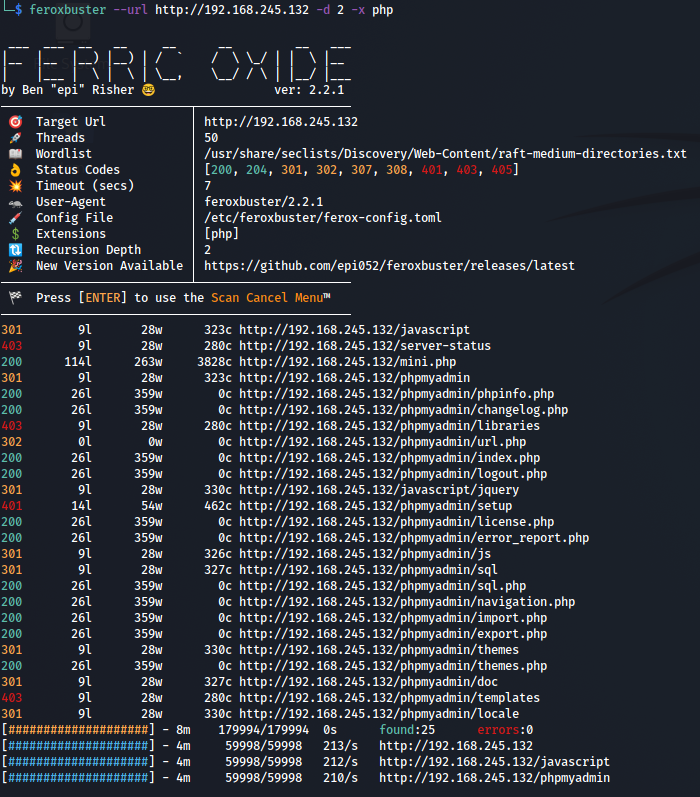 └─$ feroxbuster --url http://192.168.245.132 -d 2 -x php
FERRIC OXIDE
by Ben "epi" Risher 🤓 ver: 2.2.1
🎯 Target Url │ http://192.168.245.132
🚀 Threads │ 50
📖 Wordlist │ /usr/share/seclists/Discovery/Web-Content/raft-medium-directories.txt
👌 Status Codes │ [200, 204, 301, 302, 307, 308, 401, 403, 405]
💥 Timeout (secs) │ 7
🦡 User-Agent │ feroxbuster/2.2.1
💉 Config File │ /etc/feroxbuster/ferox-config.toml
💲 Extensions │ [php]
🔃 Recursion Depth │ 2
🎉 New Version Available │ https://github.com/epi052/feroxbuster/releases/latest
🏁 Press [ENTER] to use the Scan Cancel Menu™
301 9l 28w 323c http://192.168.245.132/javascript
403 9l 28w 280c http://192.168.245.132/server-status
200 114l 263w 3828c http://192.168.245.132/mini.php
301 9l 28w 323c http://192.168.245.132/phpmyadmin
200 26l 359w 0c http://192.168.245.132/phpmyadmin/phpinfo.php
200 26l 359w 0c http://192.168.245.132/phpmyadmin/changelog.php
403 9l 28w 280c http://192.168.245.132/phpmyadmin/libraries
302 0l 0w 0c http://192.168.245.132/phpmyadmin/url.php
200 26l 359w 0c http://192.168.245.132/phpmyadmin/index.php
200 26l 359w 0c http://192.168.245.132/phpmyadmin/logout.php
301 9l 28w 330c http://192.168.245.132/javascript/jquery
401 14l 54w 462c http://192.168.245.132/phpmyadmin/setup
200 26l 359w 0c http://192.168.245.132/phpmyadmin/license.php
200 26l 359w 0c http://192.168.245.132/phpmyadmin/error_report.php
301 9l 28w 326c http://192.168.245.132/phpmyadmin/js
301 9l 28w 327c http://192.168.245.132/phpmyadmin/sql
200 26l 359w 0c http://192.168.245.132/phpmyadmin/sql.php
200 26l 359w 0c http://192.168.245.132/phpmyadmin/navigation.php
200 26l 359w 0c http://192.168.245.132/phpmyadmin/import.php
200 26l 359w 0c http://192.168.245.132/phpmyadmin/export.php
301 9l 28w 330c http://192.168.245.132/phpmyadmin/themes
200 26l 359w 0c http://192.168.245.132/phpmyadmin/themes.php
301 9l 28w 327c http://192.168.245.132/phpmyadmin/doc
403 9l 28w 280c http://192.168.245.132/phpmyadmin/templates
301 9l 28w 330c http://192.168.245.132/phpmyadmin/locale
[####################] - 8m 179994/179994 0s found:25 errors:0
[####################] - 4m 59998/59998 213/s http://192.168.245.132
[####################] - 4m 59998/59998 212/s http://192.168.245.132/javascript
[####################] - 4m 59998/59998 210/s http://192.168.245.132/phpmyadmin